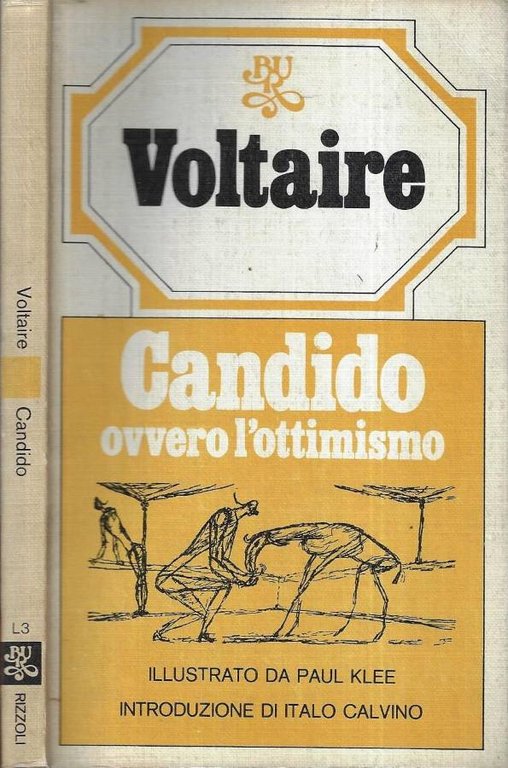 BUR
Voltaire
Candido
ovvero l'ottimismo
ILLUSTRATO DA PAUL KLEE
INTRODUZIONE DI ITALO CALVINO
Voltaire
Candido
L3
BUR
RIZZOLI